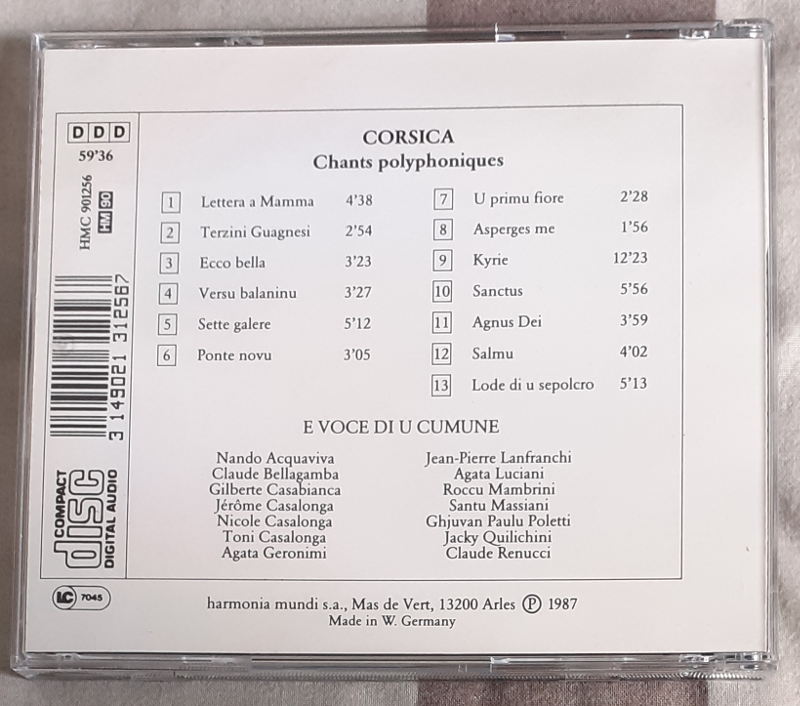 DDD
59'36
HMC 901256
HM 90
3 149021 312567
COMPACT
disc
DIGITAL AUDIO
CORSICA
Chants polyphoniques
1 Lettera a Mamma 4'38
2 Terzini Guagnesi 2'54
3 Ecco bella 3'23
4 Versu balaninu 3'27
5 Sette galere 5'12
6 Ponte novu 3'05
7 U primu fiore 2'28
8 Asperges me 1'56
9 Kyrie 12'23
10 Sanctus 5'56
11 Agnus Dei 3'59
12 Salmu 4'02
13 Lode di u sepolcro 5'13
E VOCE DI U CUMUNE
Nando Acquaviva
Claude Bellagamba
Gilberte Casabianca
Jérôme Casalonga
Nicole Casalonga
Toni Casalonga
Agata Geronimi
Jean-Pierre Lanfranchi
Agata Luciani
Roccu Mambrini
Santu Massiani
Ghjuvan Paulu Poletti
Jacky Quilichini
Claude Renucci
LC 7045
harmonia mundi s.a., Mas de Vert, 13200 Arles ℗ 1987
Made in W. Germany